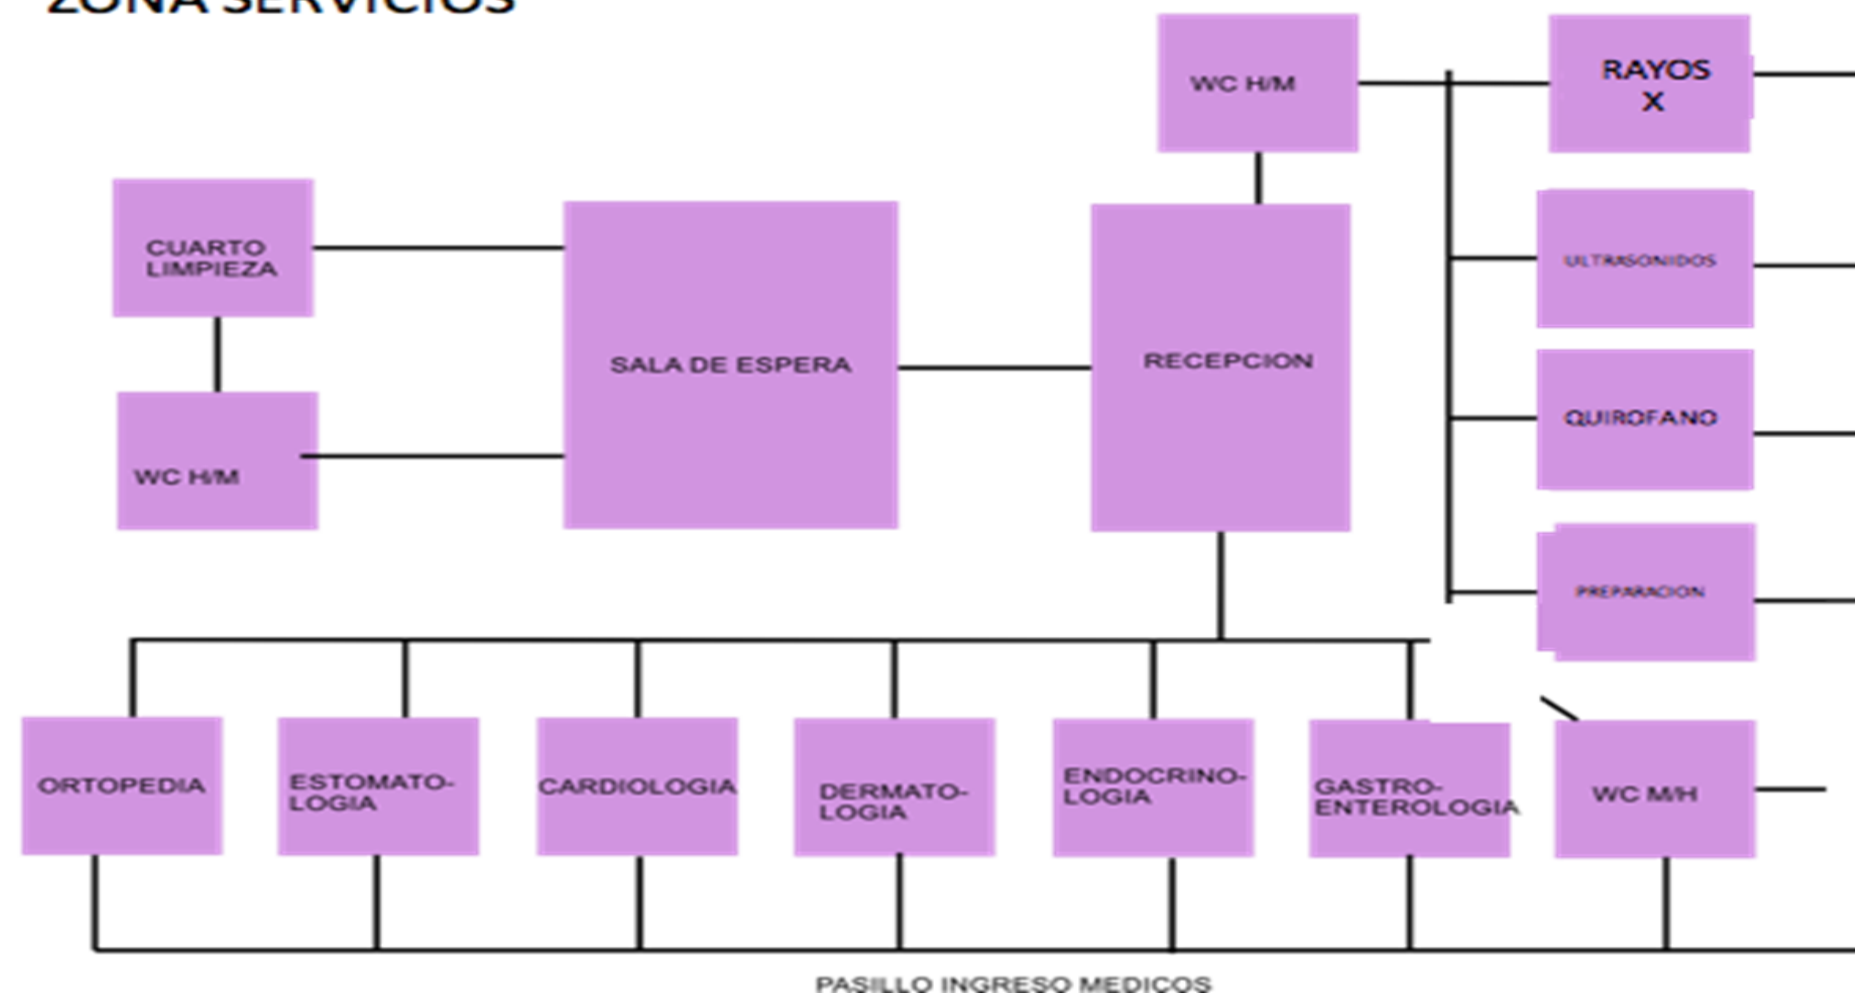 ZONA SERVICIOS
WC H/M
RAYOS
X
CUARTO
LIMPIEZA
ULTRASONIDOS
SALA DE ESPERA
RECEPCION
QUIROFANO
WC H/M
PREPARACION
ORTOPEDIA
ESTOMATO-
LOGIA
CARDIOLOGIA
DERMATO-
LOGIA
ENDOCRINO-
LOGIA
GASTRO-
ENTEROLOGIA
WC M/H
PASILLO INGRESO MEDICOS